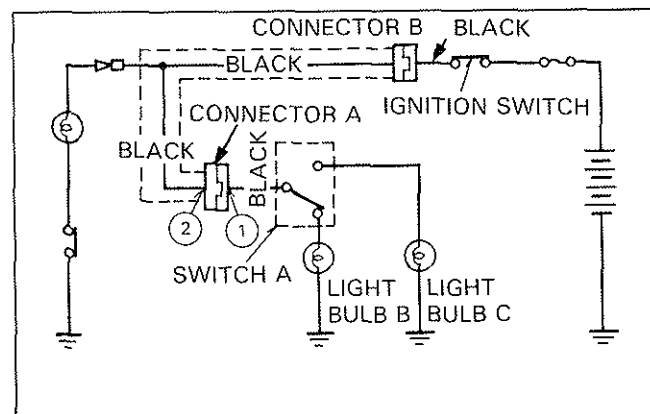 CONNECTOR B
BLACK
BLACK
IGNITION SWITCH
CONNECTOR A
BLACK
BLACK
2
1
SWITCH A
LIGHT
BULB B
LIGHT
BULB C